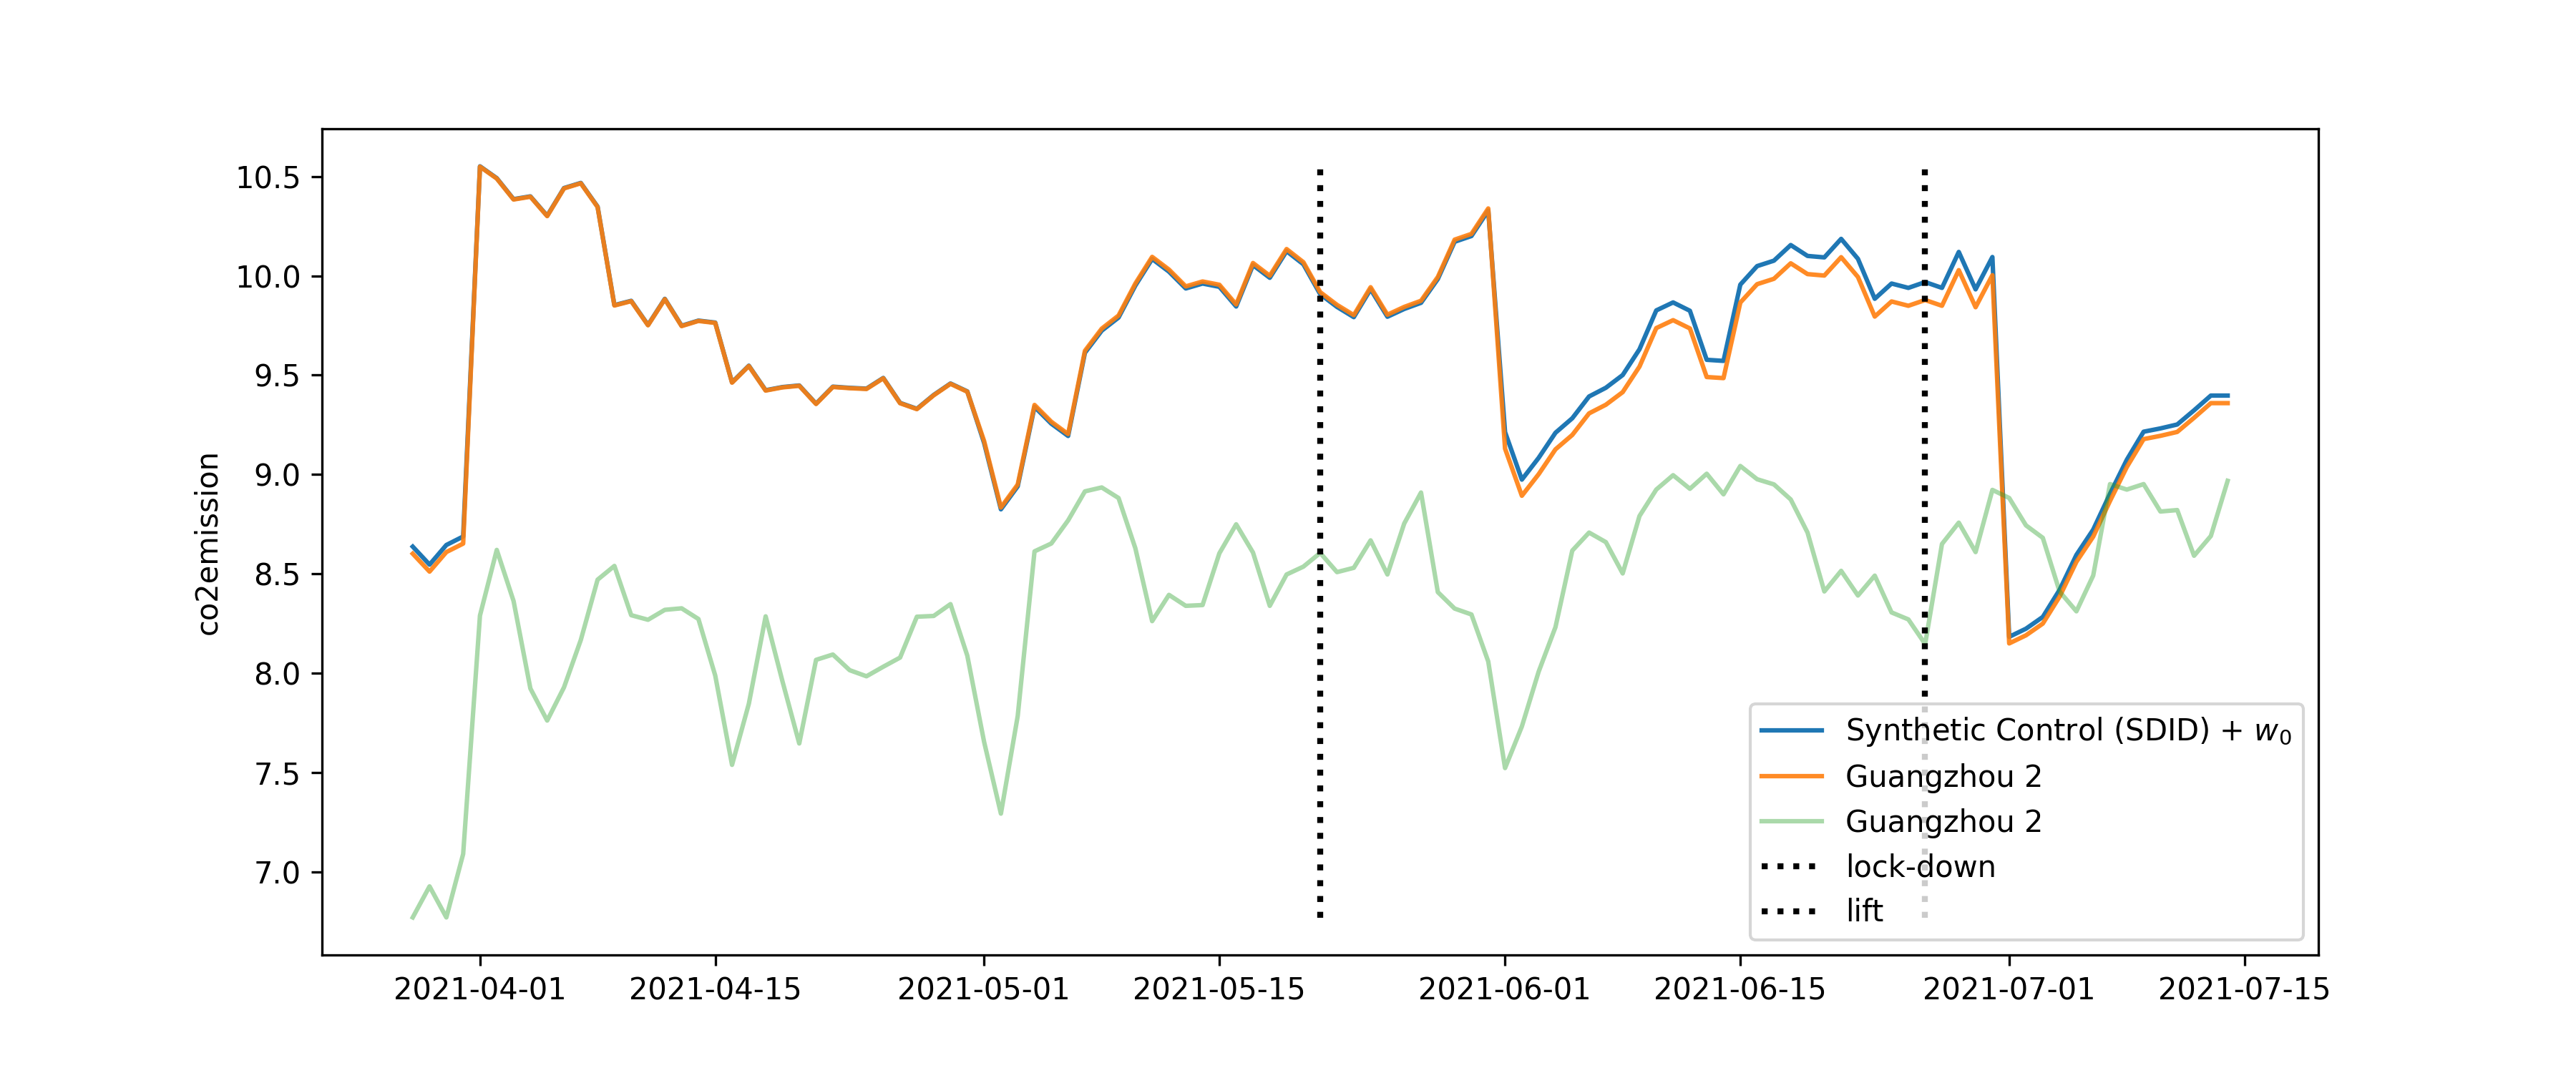 co2emission
10.5
10.0
9.5
9.0
8.5
8.0
7.5
7.0
2021-04-01
2021-04-15
2021-05-01
2021-05-15
2021-06-01
2021-06-15
2021-07-01
2021-07-15
Synthetic Control (SDID) + w₀
Guangzhou 2
Guangzhou 2
lock-down
lift